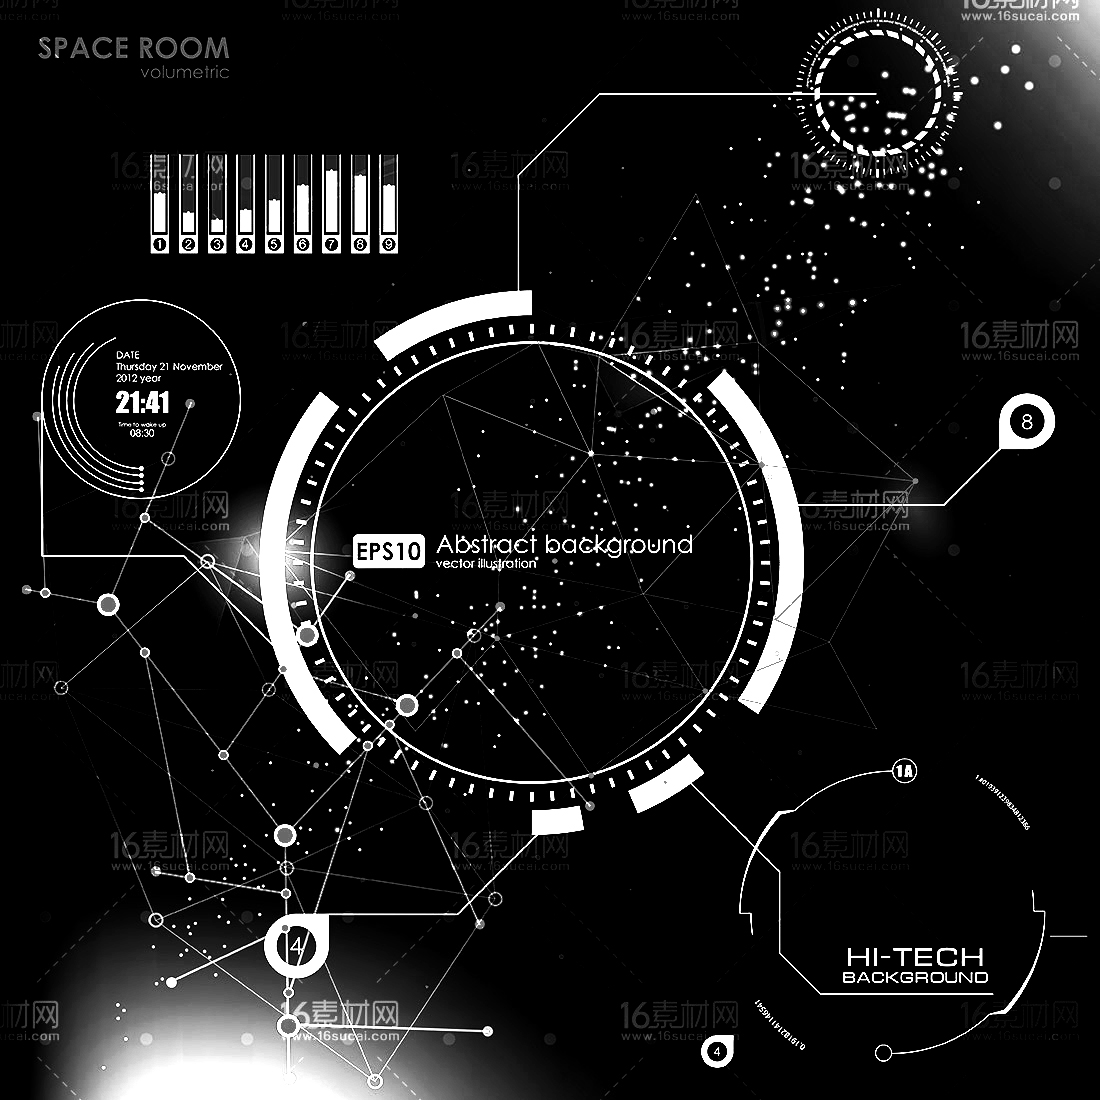 SPACE ROOM
volumetric
16素材网
www.16sucai.com
1 2 3 4 5 6 7 8 9
DATE
Thursday 21 November
2012 year
21:41
Time to wake up
08:30
8
EPS10
Abstract background
vector illustration
1A
4
HI-TECH
BACKGROUND
4